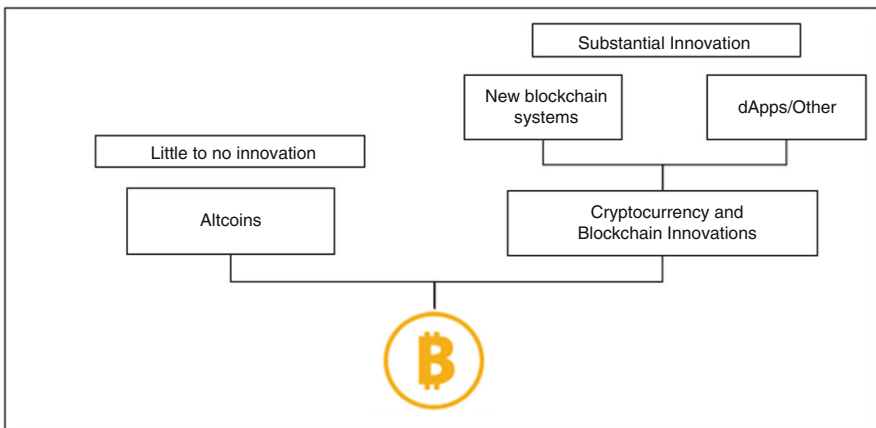 Substantial Innovation
New blockchain
systems
dApps/Other
Little to no innovation
Altcoins
Cryptocurrency and
Blockchain Innovations